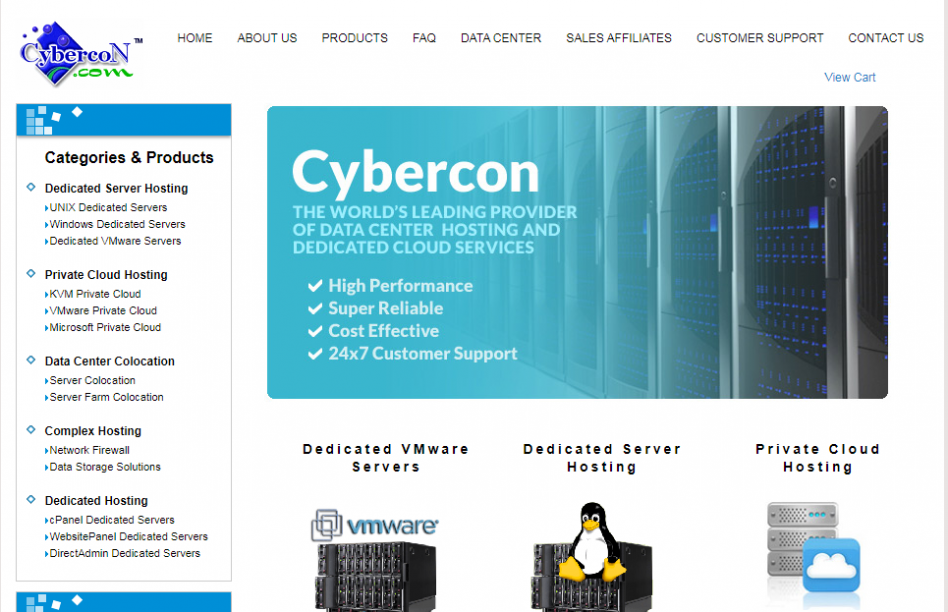 CybercoN™
.com
HOME ABOUT US PRODUCTS FAQ DATA CENTER SALES AFFILIATES CUSTOMER SUPPORT CONTACT US
View Cart
Categories & Products
Dedicated Server Hosting
UNIX Dedicated Servers
Windows Dedicated Servers
Dedicated VMware Servers
Private Cloud Hosting
KVM Private Cloud
VMware Private Cloud
Microsoft Private Cloud
Data Center Colocation
Server Colocation
Server Farm Colocation
Complex Hosting
Network Firewall
Data Storage Solutions
Dedicated Hosting
cPanel Dedicated Servers
WebsitePanel Dedicated Servers
DirectAdmin Dedicated Servers
Cybercon
THE WORLD'S LEADING PROVIDER
OF DATA CENTER HOSTING AND
DEDICATED CLOUD SERVICES
High Performance
Super Reliable
Cost Effective
24x7 Customer Support
Dedicated VMware
Servers
vmware
Dedicated Server
Hosting
Private Cloud
Hosting